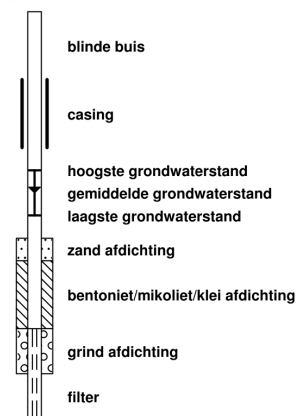 blinde buis
casing
hoogste grondwaterstand
gemiddelde grondwaterstand
laagste grondwaterstand
zand afdichting
bentoniet/mikoliet/klei afdichting
grind afdichting
filter